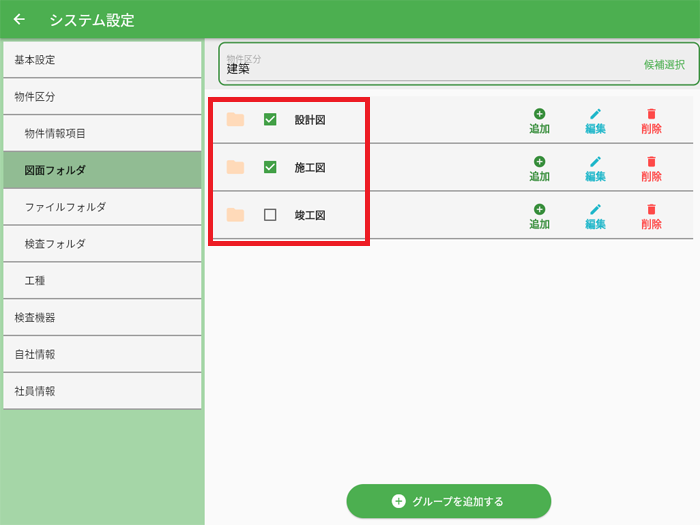 システム設定
基本設定
物件区分
物件情報項目
図面フォルダ
ファイルフォルダ
検査フォルダ
工種
検査機器
自社情報
社員情報
物件区分
建築
候補選択
設計図
追加
編集
削除
施工図
追加
編集
削除
竣工図
追加
編集
削除
グループを追加する